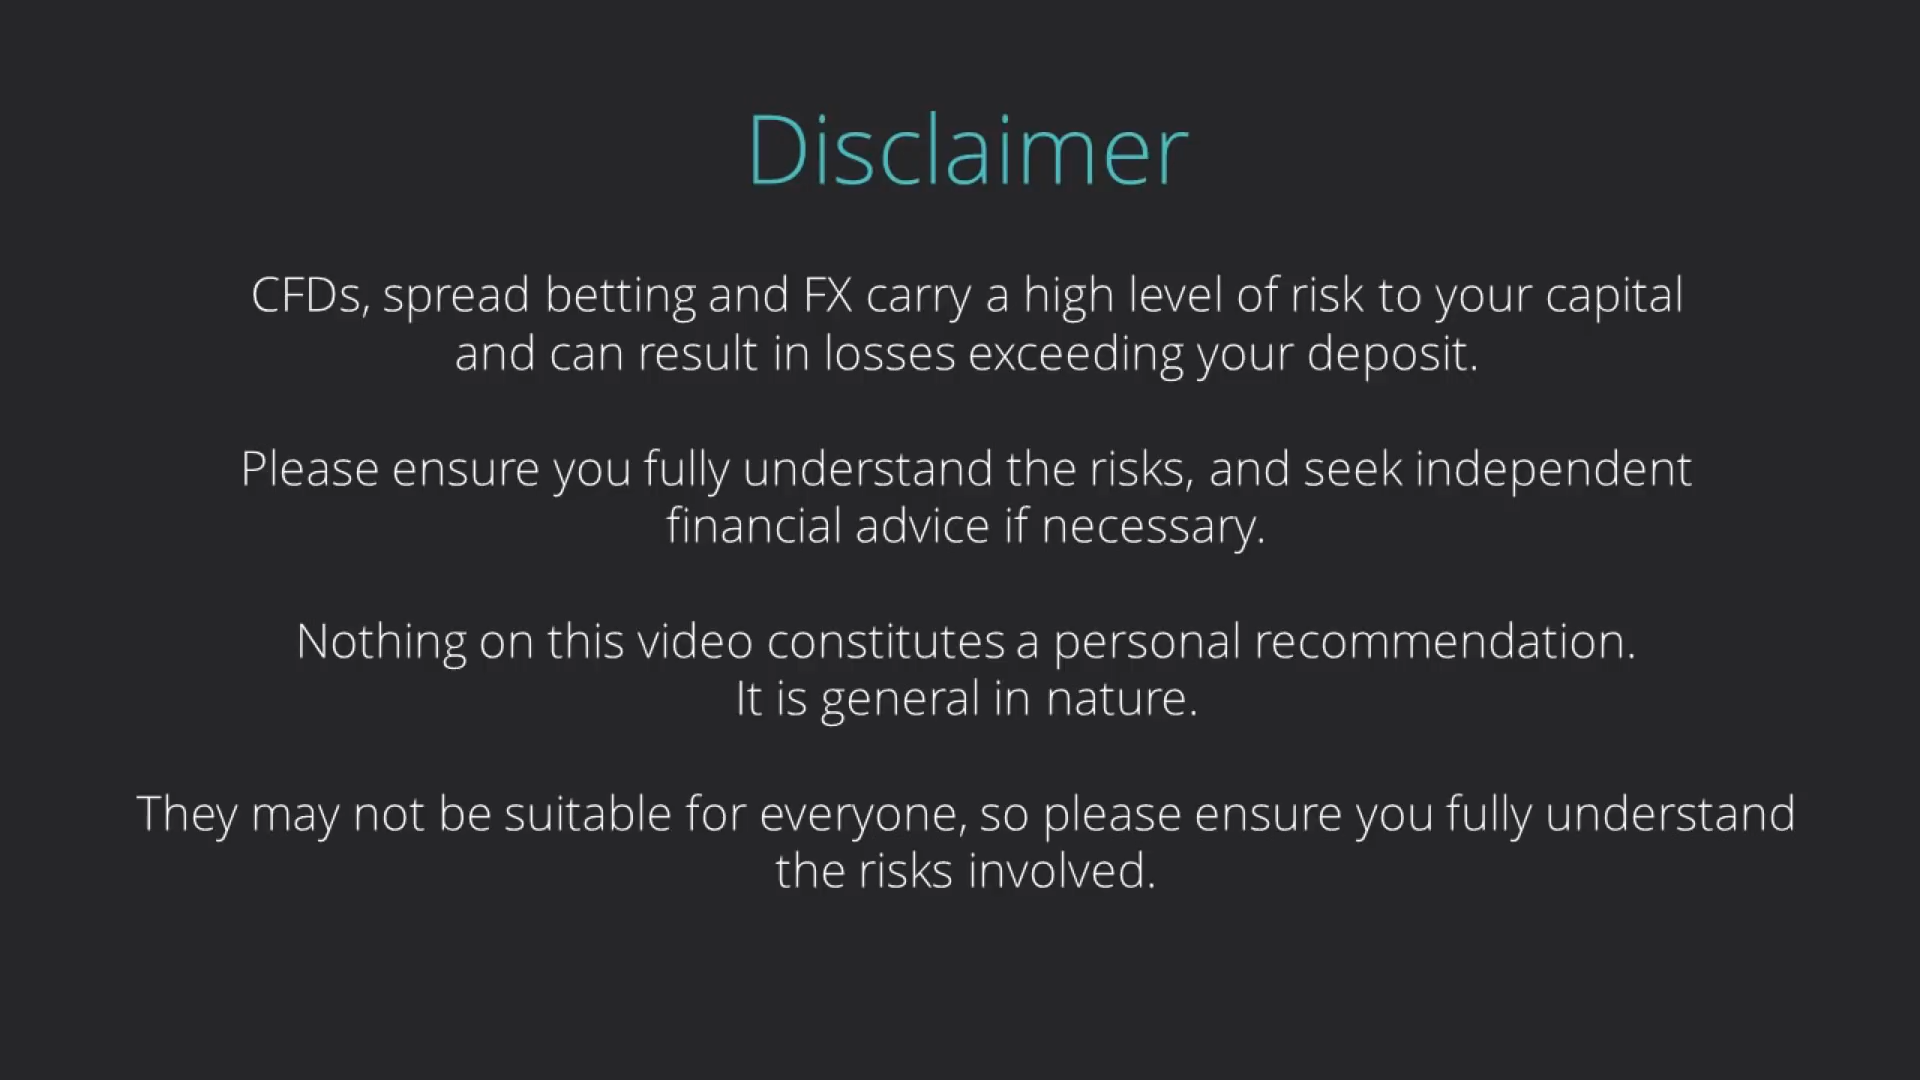 Disclaimer
CFDs, spread betting and FX carry a high level of risk to your capital
and can result in losses exceeding your deposit.
Please ensure you fully understand the risks, and seek independent
financial advice if necessary.
Nothing on this video constitutes a personal recommendation.
It is general in nature.
They may not be suitable for everyone, so please ensure you fully understand
the risks involved.